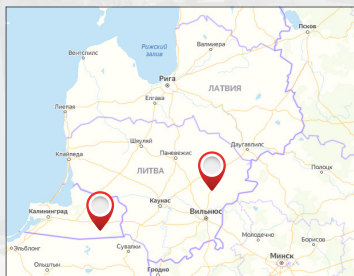 Псков
Рижский
залив
Валмиера
Вентспилс
Рига
ЛАТВИЯ
Елгава
Лиепая
Шяуляй
Даугавпилс
Паневежис
Клайпеда
Полоцк
ЛИТВА
Каунас
Калининград
Вильнюс
Молодечно
Борисов
Эльблонг
Сувалки
Минск
Ольштын
Гродно